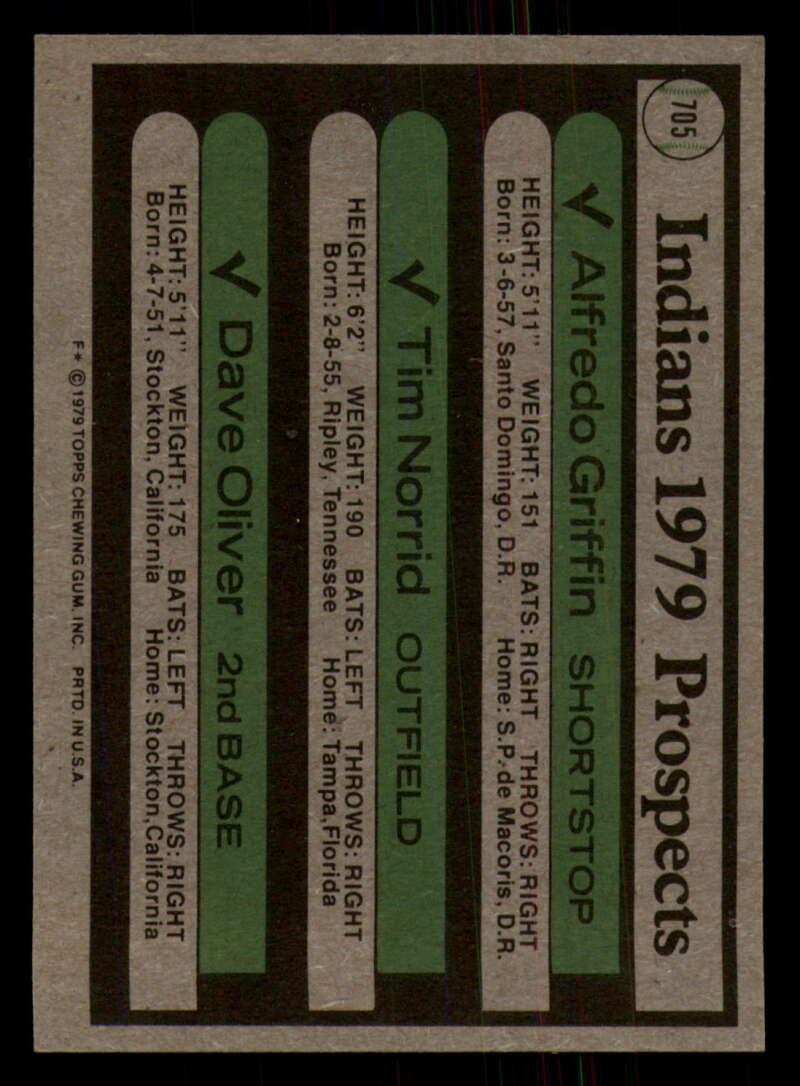 705
Indians 1979 Prospects
✓ Alfredo Griffin SHORTSTOP
HEIGHT: 5'11" WEIGHT: 151 BATS: RIGHT THROWS: RIGHT
Born: 3-6-57, Santo Domingo, D.R. Home: S.P. de Macoris, D.R.
✓ Tim Norrid OUTFIELD
HEIGHT: 6'2" WEIGHT: 190 BATS: LEFT THROWS: RIGHT
Born: 2-8-55, Ripley, Tennessee Home: Tampa, Florida
✓ Dave Oliver 2nd BASE
HEIGHT: 5'11" WEIGHT: 175 BATS: LEFT THROWS: RIGHT
Born: 4-7-51, Stockton, California Home: Stockton, California
F* © 1979 TOPPS CHEWING GUM, INC. PRTD. IN U.S.A.